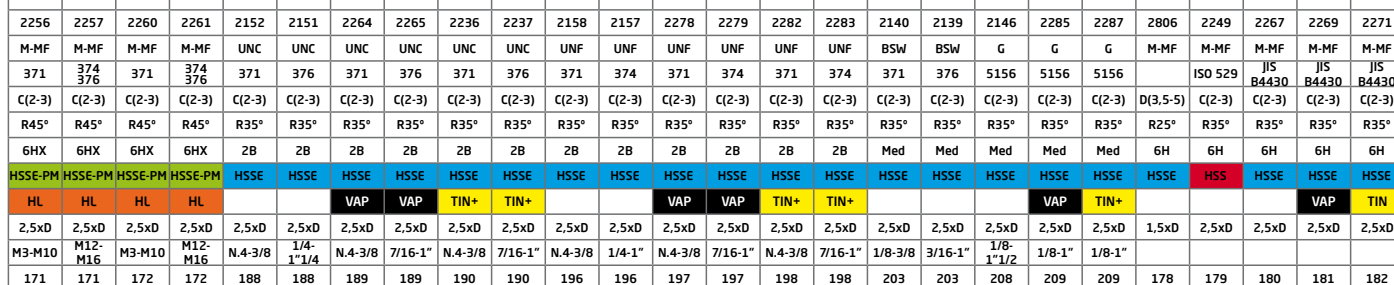 2256 2257 2260 2261 2152 2151 2264 2265 2236 2237 2158 2157 2278 2279 2282 2283 2140 2139 2146 2285 2287 2806 2249 2267 2269 2271
M-MF M-MF M-MF M-MF UNC UNC UNC UNC UNC UNC UNF UNF UNF UNF UNF UNF BSW BSW G G G M-MF M-MF M-MF M-MF M-MF
371 374 376 371 374 376 371 376 371 376 371 376 371 374 371 374 371 374 371 376 5156 5156 5156 ISO 529 JIS B4430 JIS B4430 JIS B4430
C(2-3) C(2-3) C(2-3) C(2-3) C(2-3) C(2-3) C(2-3) C(2-3) C(2-3) C(2-3) C(2-3) C(2-3) C(2-3) C(2-3) C(2-3) C(2-3) C(2-3) C(2-3) C(2-3) C(2-3) C(2-3) D(3,5-5) C(2-3) C(2-3) C(2-3) C(2-3)
R45° R45° R45° R45° R35° R35° R35° R35° R35° R35° R35° R35° R35° R35° R35° R35° R35° R35° R35° R35° R35° R25° R35° R35° R35° R35°
6HX 6HX 6HX 6HX 2B 2B 2B 2B 2B 2B 2B 2B 2B 2B 2B 2B Med Med Med Med Med 6H 6H 6H 6H 6H
HSSE-PM HSSE-PM HSSE-PM HSSE-PM HSSE HSSE HSSE HSSE HSSE HSSE HSSE HSSE HSSE HSSE HSSE HSSE HSSE HSSE HSSE HSSE HSSE HSSE HSS HSSE HSSE HSSE
HL HL HL HL VAP VAP TIN+ TIN+ VAP VAP TIN+ TIN+ VAP TIN+ VAP TIN
2,5xD 2,5xD 2,5xD 2,5xD 2,5xD 2,5xD 2,5xD 2,5xD 2,5xD 2,5xD 2,5xD 2,5xD 2,5xD 2,5xD 2,5xD 2,5xD 2,5xD 2,5xD 2,5xD 2,5xD 2,5xD 1,5xD 2,5xD 2,5xD 2,5xD 2,5xD
M3-M10 M12-M16 M3-M10 M12-M16 N.4-3/8 1/4-1"1/4 N.4-3/8 7/16-1" N.4-3/8 7/16-1" N.4-3/8 1/4-1" N.4-3/8 7/16-1" N.4-3/8 7/16-1" 1/8-3/8 3/16-1" 1/8-1"1/2 1/8-1" 1/8-1"
171 171 172 172 188 188 189 189 190 190 196 196 197 197 198 198 203 203 208 209 209 178 179 180 181 182